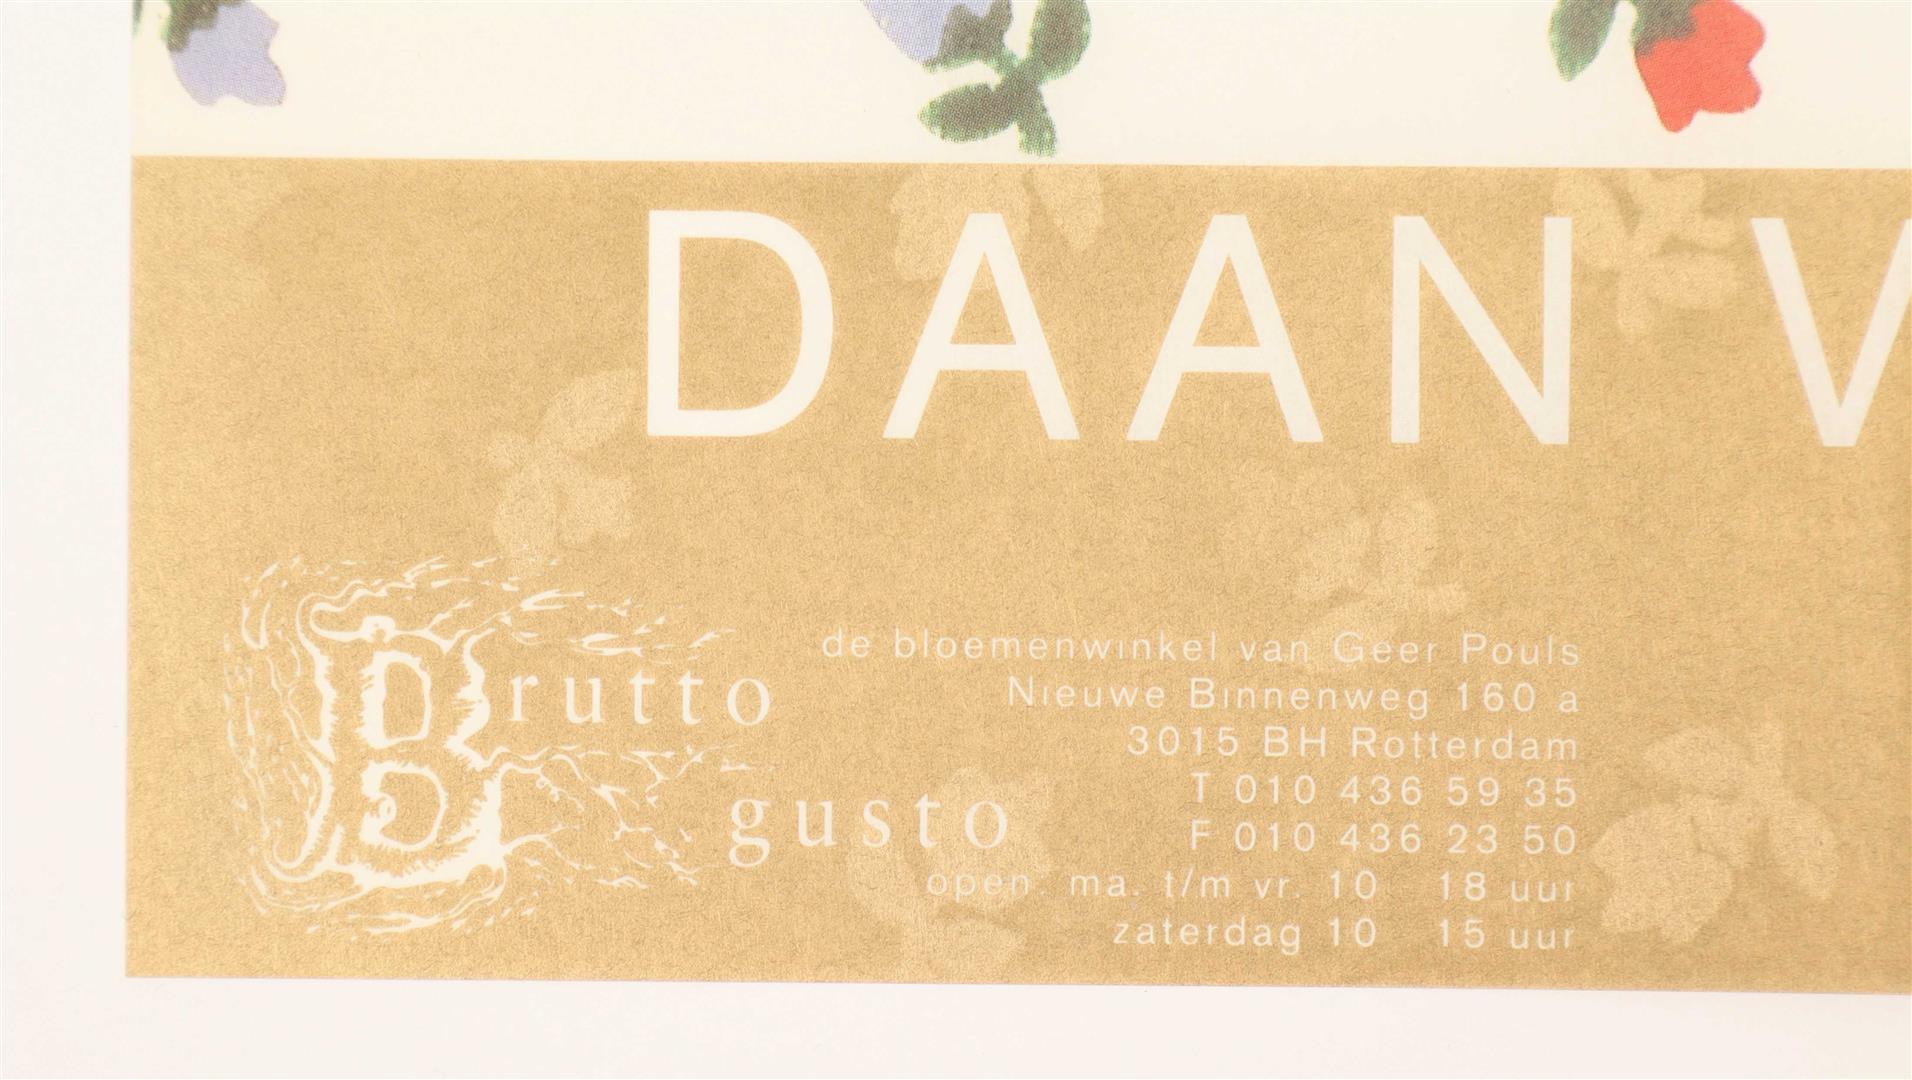 DAAN V
Brutto
gusto
de bloemenwinkel van Geer Pouls
Nieuwe Binnenweg 160 a
3015 BH Rotterdam
T 010 436 59 35
F 010 436 23 50
open: ma. t/m vr. 10 18 uur
zaterdag 10 15 uur